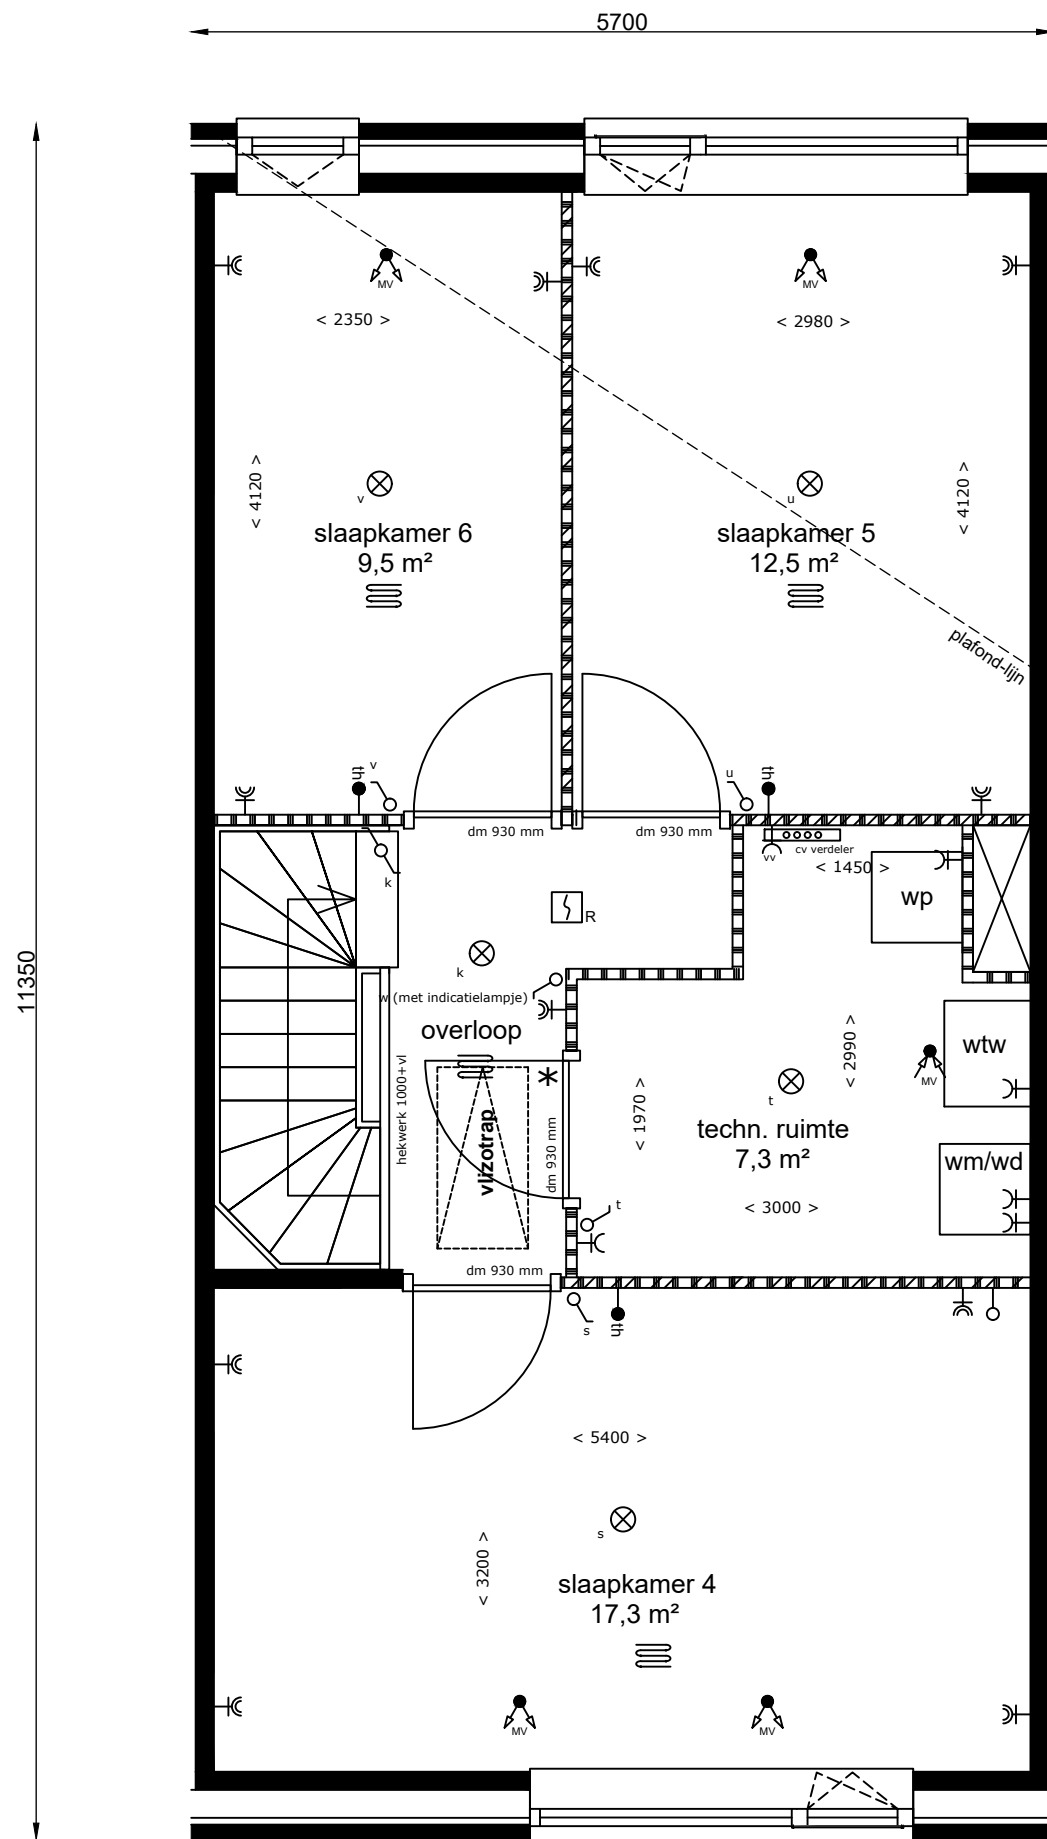 5700
11350
MV
MV
< 2350 >
< 2980 >
< 4120 >
< 4120 >
v
u
slaapkamer 6
9,5 m²
slaapkamer 5
12,5 m²
plafond-lijn
th
v
u
th
dm 930 mm
dm 930 mm
vv
cv verdeler
< 1450 >
k
wp
R
k
w (met indicatielampje)
overloop
hekwerk 1000+vl
vlizotrap
*
dm 930 mm
< 1970 >
< 2990 >
MV
wtw
t
techn. ruimte
7,3 m²
wm/wd
< 3000 >
t
dm 930 mm
s
th
< 5400 >
s
< 3200 >
slaapkamer 4
17,3 m²
MV
MV